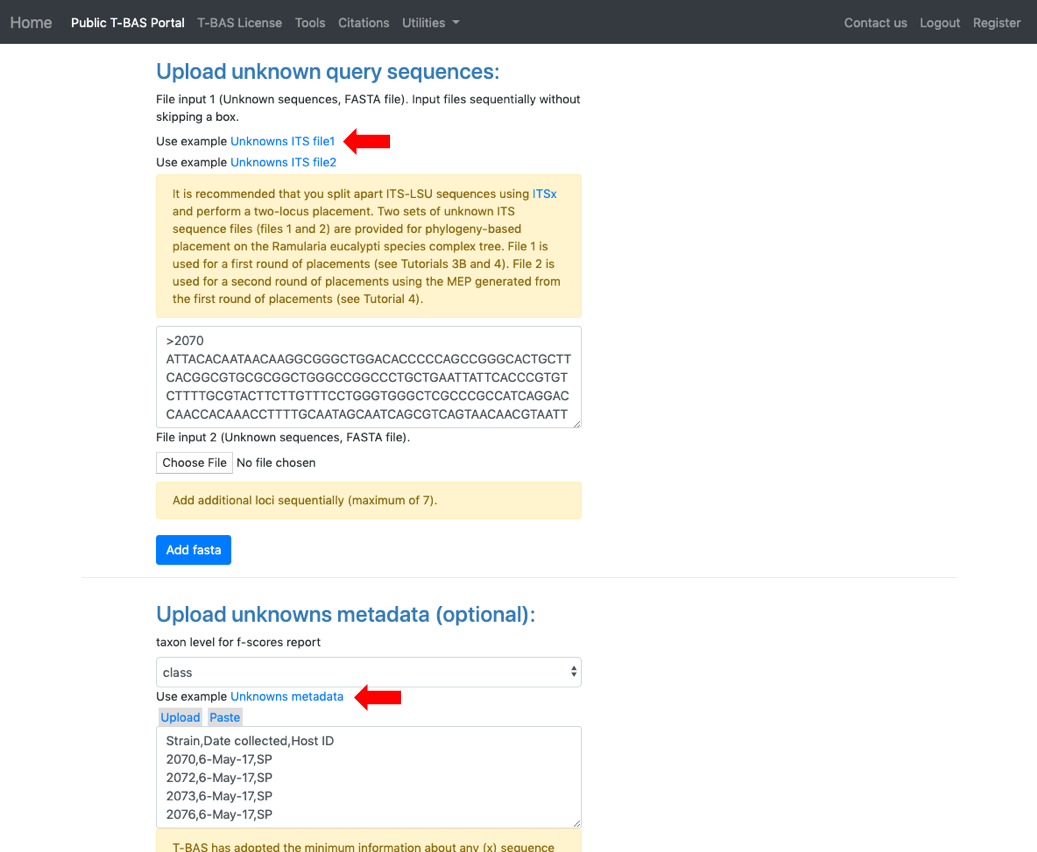 Home Public T-BAS Portal T-BAS License Tools Citations Utilities Contact us Logout Register
Upload unknown query sequences:
File input 1 (Unknown sequences, FASTA file). Input files sequentially without
skipping a box.
Use example Unknowns ITS file1
Use example Unknowns ITS file2
It is recommended that you split apart ITS-LSU sequences using ITSx
and perform a two-locus placement. Two sets of unknown ITS
sequence files (files 1 and 2) are provided for phylogeny-based
placement on the Ramularia eucalypti species complex tree. File 1 is
used for a first round of placements (see Tutorials 3B and 4). File 2 is
used for a second round of placements using the MEP generated from
the first round of placements (see Tutorial 4).
>2070
ATTACACAATAACAAGGCGGGCTGGACACCCCCAGCCGGGCACTGCTT
CACGGCGTGCGCGGCTGGGCCGGCCCTGCTGAATTATTCACCCGTGT
CTTTTGCGTACTTCTTGTTTCCTGGGTGGGCTCGCCCGCCATCAGGAC
CAACCACAAACCTTTTGCAATAGCAATCAGCGTCAGTAACAACGTAATT
File input 2 (Unknown sequences, FASTA file).
Choose File No file chosen
Add additional loci sequentially (maximum of 7).
Add fasta
Upload unknowns metadata (optional):
taxon level for f-scores report
class
Use example Unknowns metadata
Upload Paste
Strain,Date collected,Host ID
2070,6-May-17,SP
2072,6-May-17,SP
2073,6-May-17,SP
2076,6-May-17,SP
T-BAS has adopted the minimum information about any (x) sequence